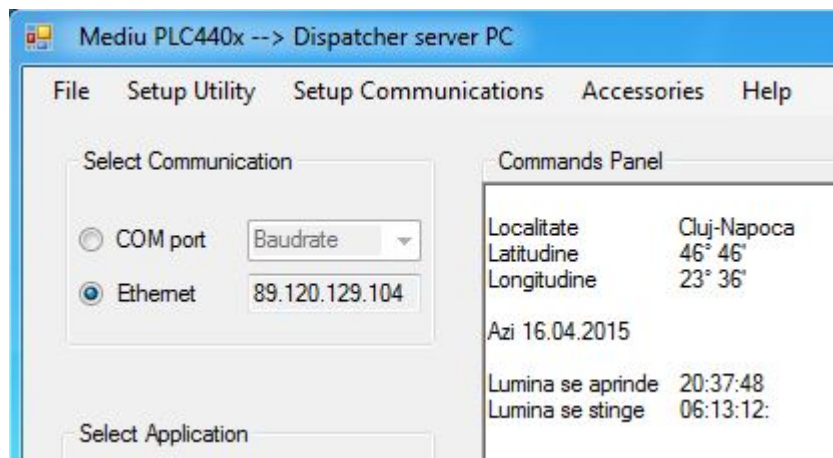 Mediu PLC440x --> Dispatcher server PC
File Setup Utility Setup Communications Accessories Help
Select Communication
COM port Baudrate
Ethernet 89.120.129.104
Select Application
Commands Panel
Localitate Cluj-Napoca
Latitudine 46° 46'
Longitudine 23° 36'
Azi 16.04.2015
Lumina se aprinde 20:37:48
Lumina se stinge 06:13:12: